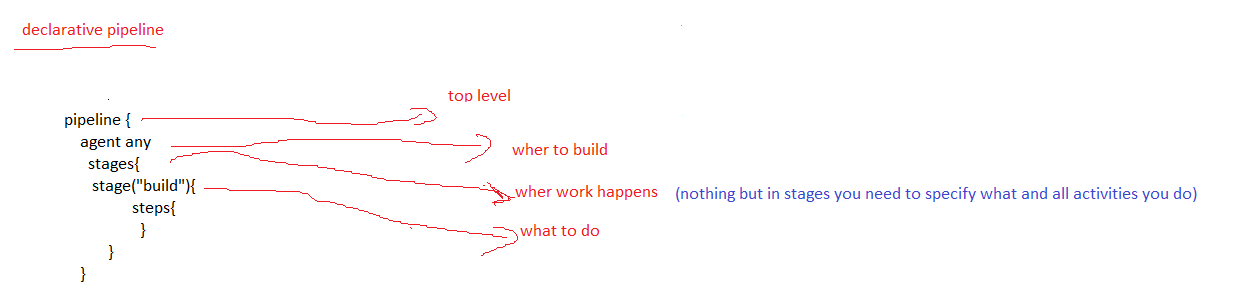 declarative pipeline
top level
pipeline {
agent any
wher to build
stages{
stage("build"){
wher work happens (nothing but in stages you need to specify what and all activities you do)
steps{
}
what to do
}
}